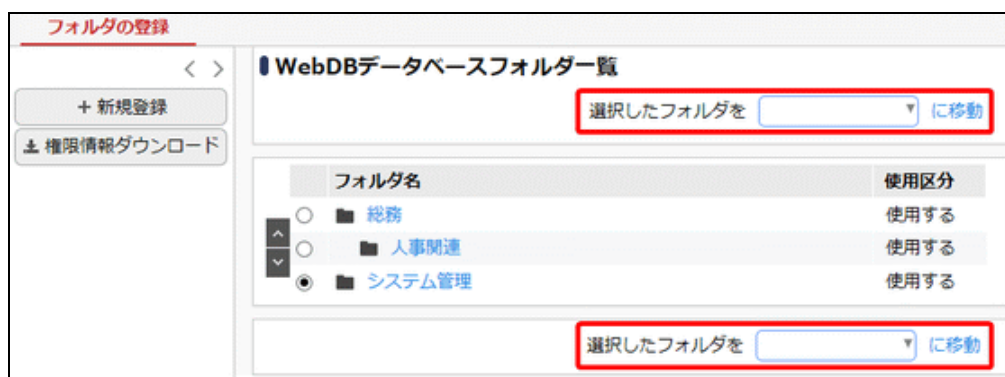 フォルダの登録
WebDBデータベースフォルダ一覧
選択したフォルダを に移動
+ 新規登録
権限情報ダウンロード
フォルダ名 使用区分
総務 使用する
人事関連 使用する
システム管理 使用する
選択したフォルダを に移動